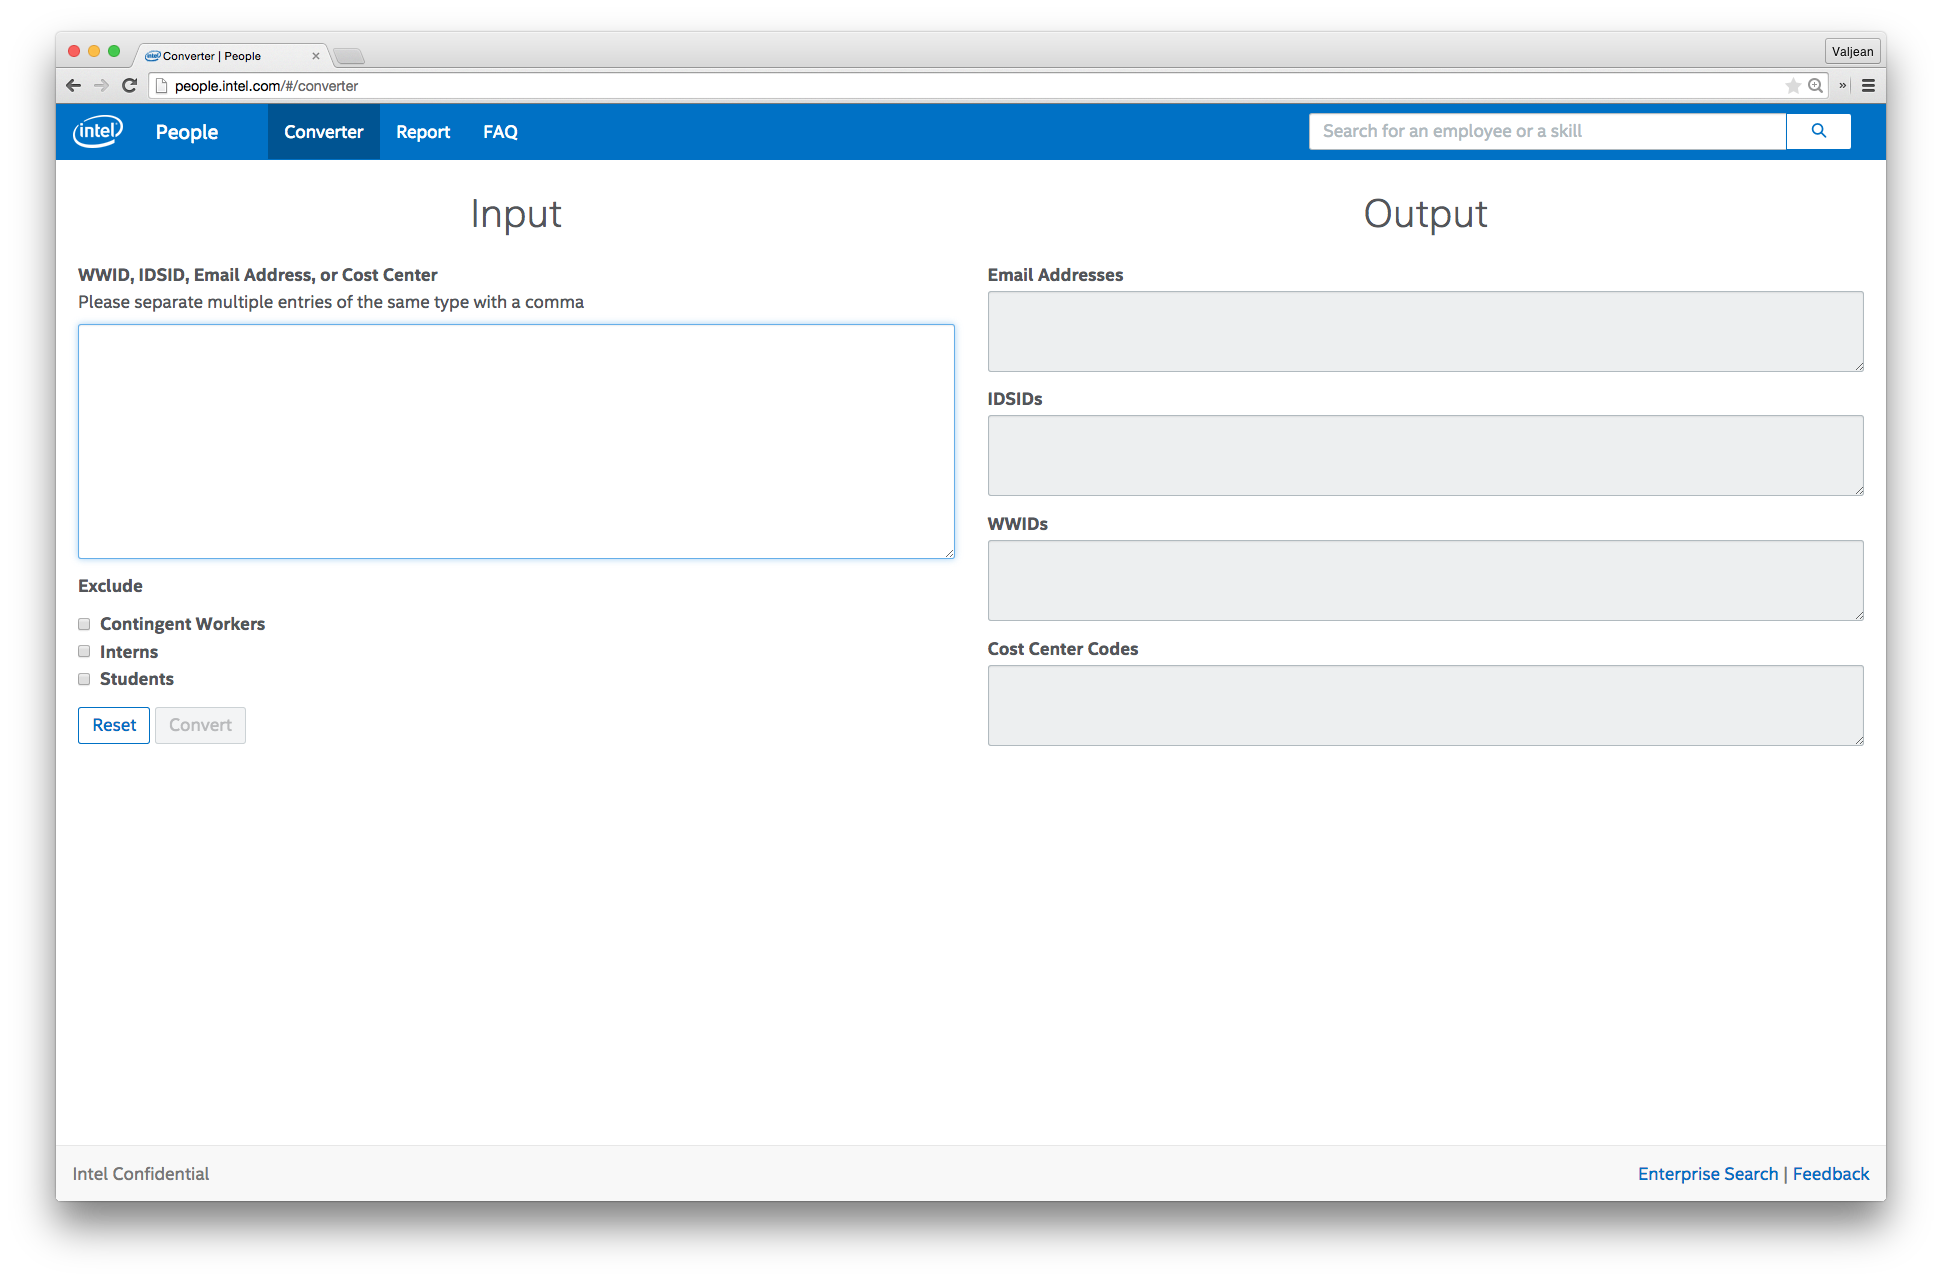 Converter | People
Valjean
people.intel.com/#/converter
intel People Converter Report FAQ Search for an employee or a skill
Input
WWID, IDSID, Email Address, or Cost Center
Please separate multiple entries of the same type with a comma
Exclude
Contingent Workers
Interns
Students
Reset Convert
Output
Email Addresses
IDSIDs
WWIDs
Cost Center Codes
Intel Confidential
Enterprise Search | Feedback